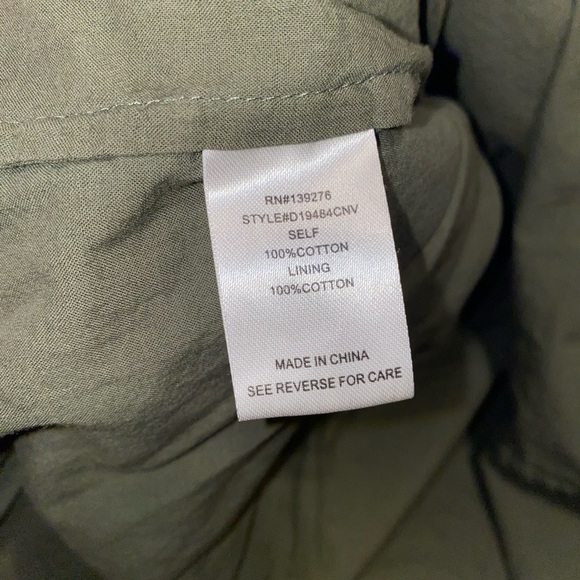 RN#139276
STYLE#D19484CNV
SELF
100%COTTON
LINING
100%COTTON
MADE IN CHINA
SEE REVERSE FOR CARE